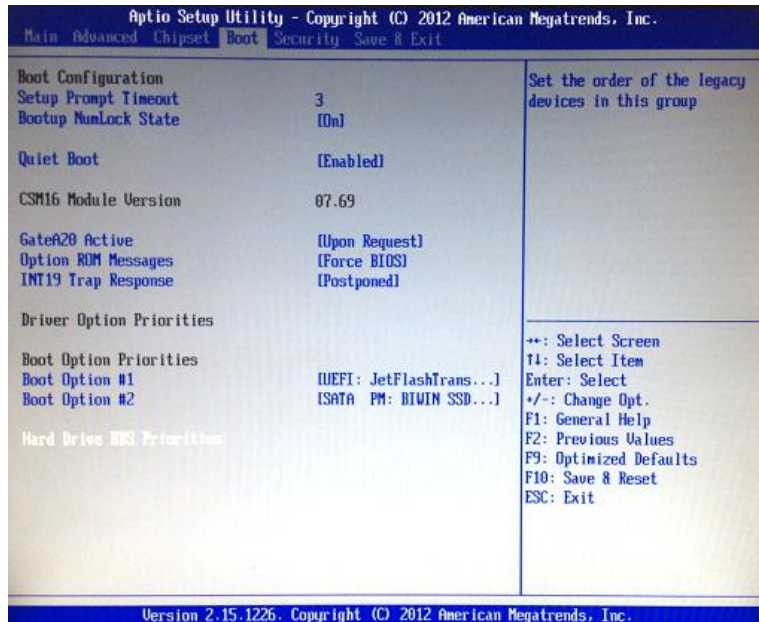 Aptio Setup Utility - Copyright (C) 2012 American Megatrends, Inc.
Main Advanced Chipset Boot Security Save & Exit
Boot Configuration
Setup Prompt Timeout 3
Bootup NumLock State [On]
Quiet Boot [Enabled]
CSM16 Module Version 07.69
GateA20 Active [Upon Request]
Option ROM Messages [Force BIOS]
INT19 Trap Response [Postponed]
Driver Option Priorities
Boot Option Priorities
Boot Option #1 [UEFI: JetFlashTrans...]
Boot Option #2 [SATA PM: BIWIN SSD...]
Hard Drive BBS Priorities
Set the order of the legacy
devices in this group
→←: Select Screen
↑↓: Select Item
Enter: Select
+/-: Change Opt.
F1: General Help
F2: Previous Values
F9: Optimized Defaults
F10: Save & Reset
ESC: Exit
Version 2.15.1226. Copyright (C) 2012 American Megatrends, Inc.